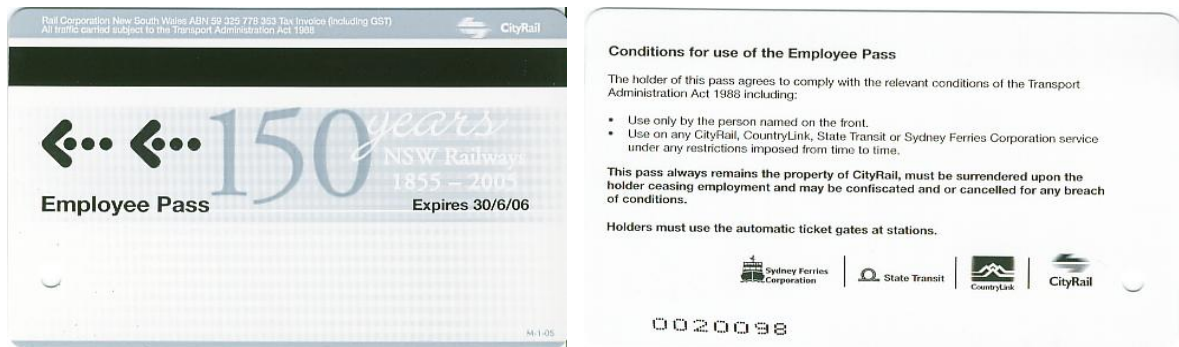 Rail Corporation New South Wales ABN 59 325 778 353 Tax Invoice (including GST)
All traffic carried subject to the Transport Administration Act 1988
CityRail
150 years
NSW Railways
1855 – 2005
Employee Pass
Expires 30/6/06
M-1-05
Conditions for use of the Employee Pass
The holder of this pass agrees to comply with the relevant conditions of the Transport
Administration Act 1988 including:
• Use only by the person named on the front.
• Use on any CityRail, CountryLink, State Transit or Sydney Ferries Corporation service
under any restrictions imposed from time to time.
This pass always remains the property of CityRail, must be surrendered upon the
holder ceasing employment and may be confiscated and or cancelled for any breach
of conditions.
Holders must use the automatic ticket gates at stations.
Sydney Ferries
Corporation
State Transit
CountryLink
CityRail
0020098